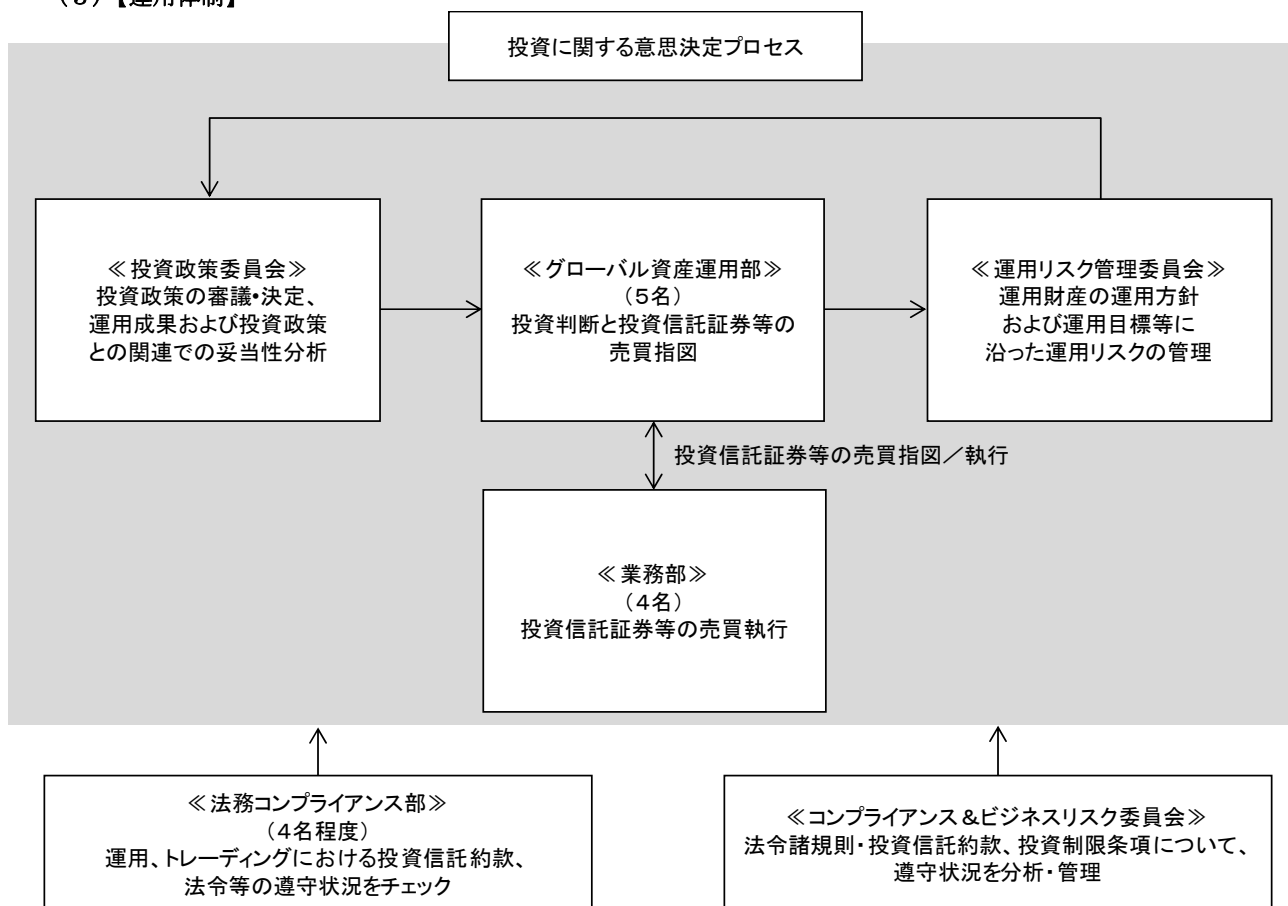 【運用体制】
投資に関する意思決定プロセス
≪投資政策委員会≫
投資政策の審議・決定、
運用成果および投資政策
との関連での妥当性分析
≪グローバル資産運用部≫
(5名)
投資判断と投資信託証券等の
売買指図
≪運用リスク管理委員会≫
運用財産の運用方針
および運用目標等に
沿った運用リスクの管理
投資信託証券等の売買指図/執行
≪業務部≫
(4名)
投資信託証券等の売買執行
≪法務コンプライアンス部≫
(4名程度)
運用、トレーディングにおける投資信託約款、
法令等の遵守状況をチェック
≪コンプライアンス&ビジネスリスク委員会≫
法令諸規則・投資信託約款、投資制限条項について、
遵守状況を分析・管理